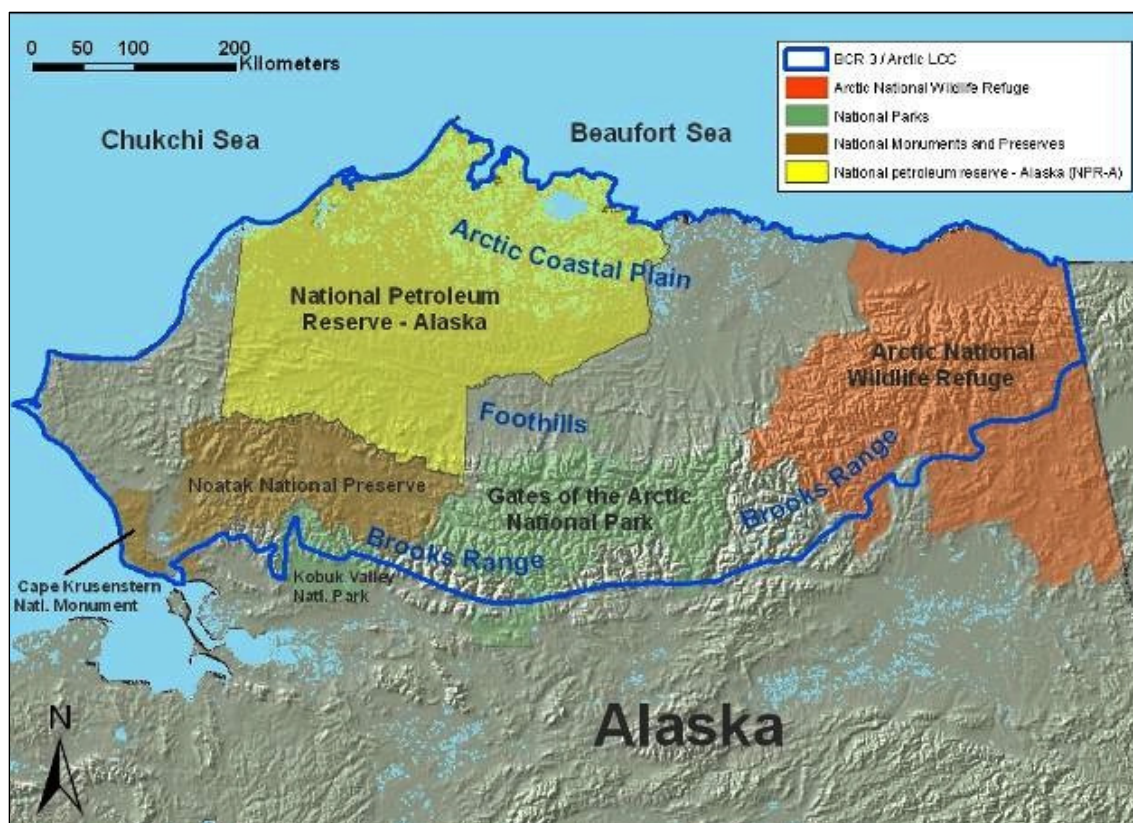 0 50 100 200
Kilometers
BCR 3 / Arctic LCC
Arctic National Wildlife Refuge
National Parks
National Monuments and Preserves
National petroleum reserve - Alaska (NPR-A)
Chukchi Sea
Beaufort Sea
Arctic Coastal Plain
National Petroleum
Reserve - Alaska
Arctic National
Wildlife Refuge
Foothills
Noatak National Preserve
Gates of the Arctic
National Park
Brooks Range
Brooks Range
Cape Krusenstern
Natl. Monument
Kobuk Valley
Natl. Park
N
Alaska